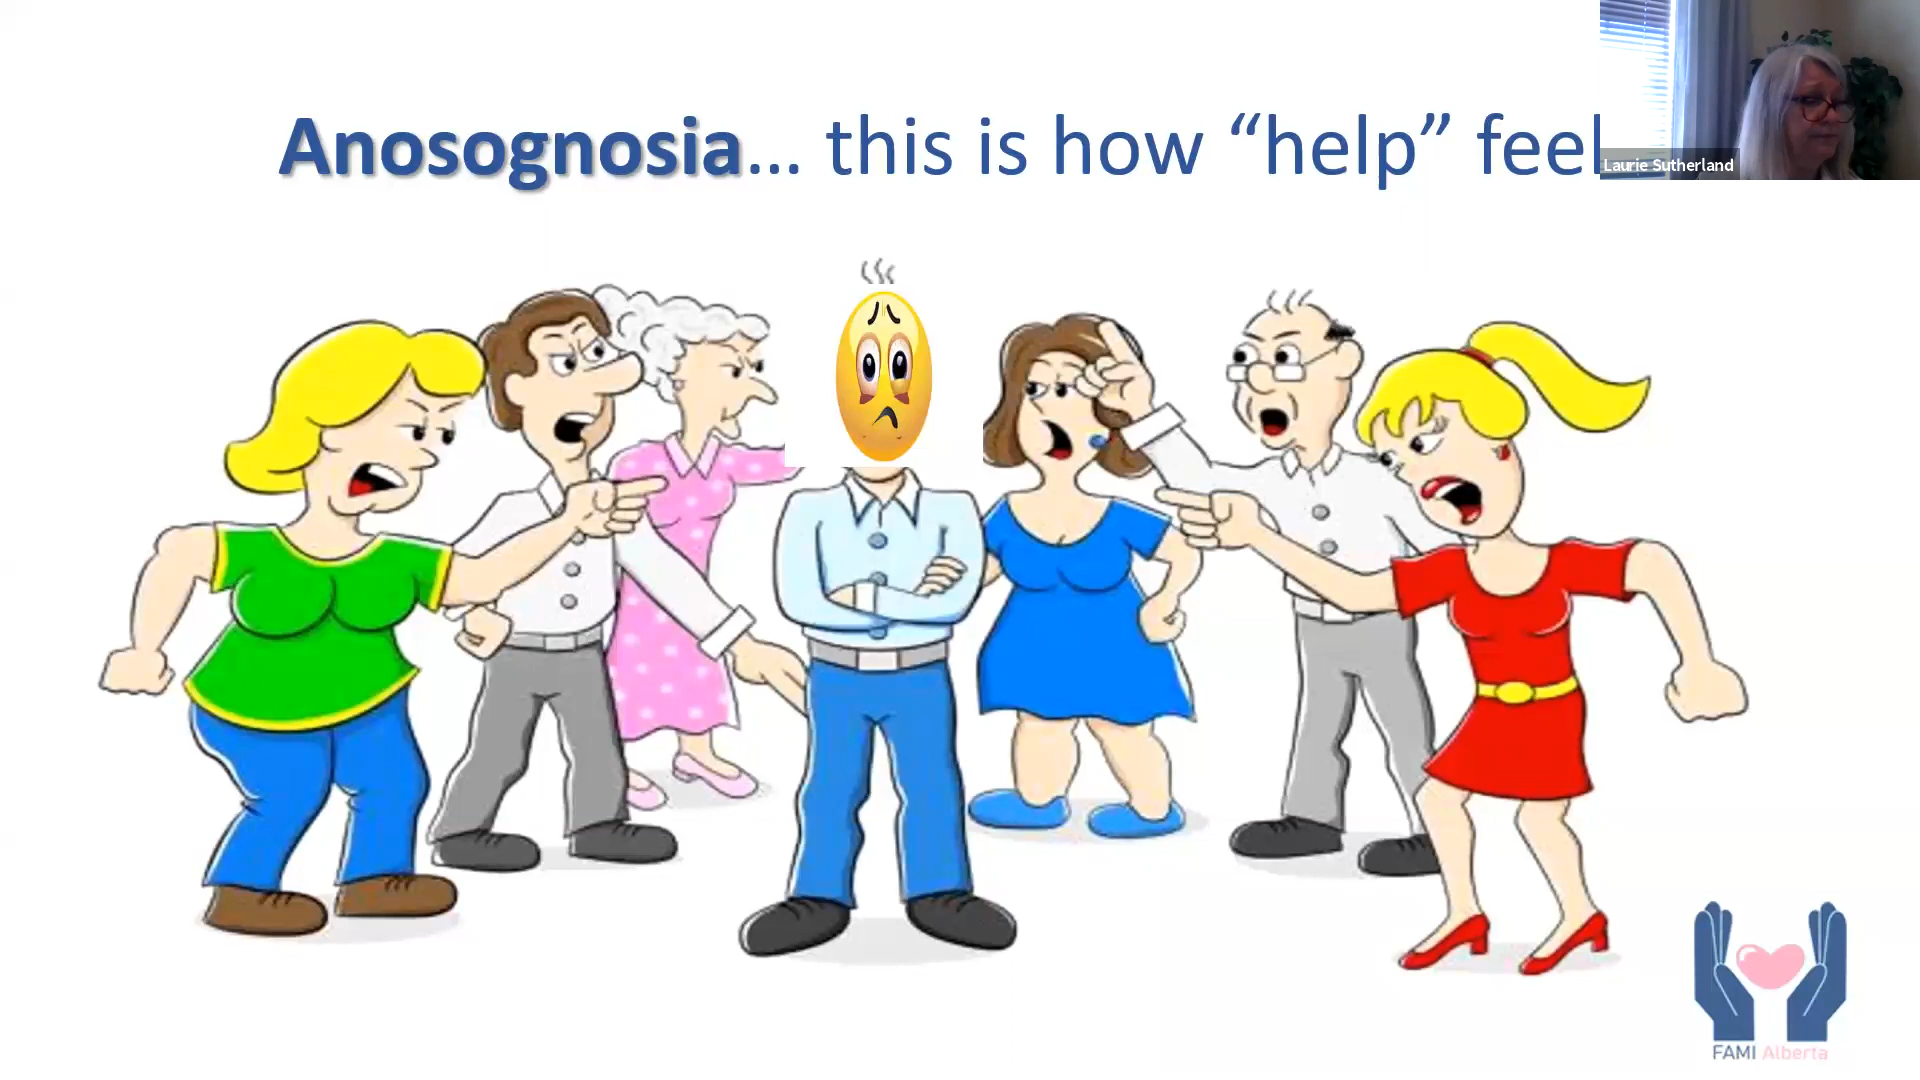 Anosognosia... this is how “help” feel
Laurie Sutherland
FAMI Alberta